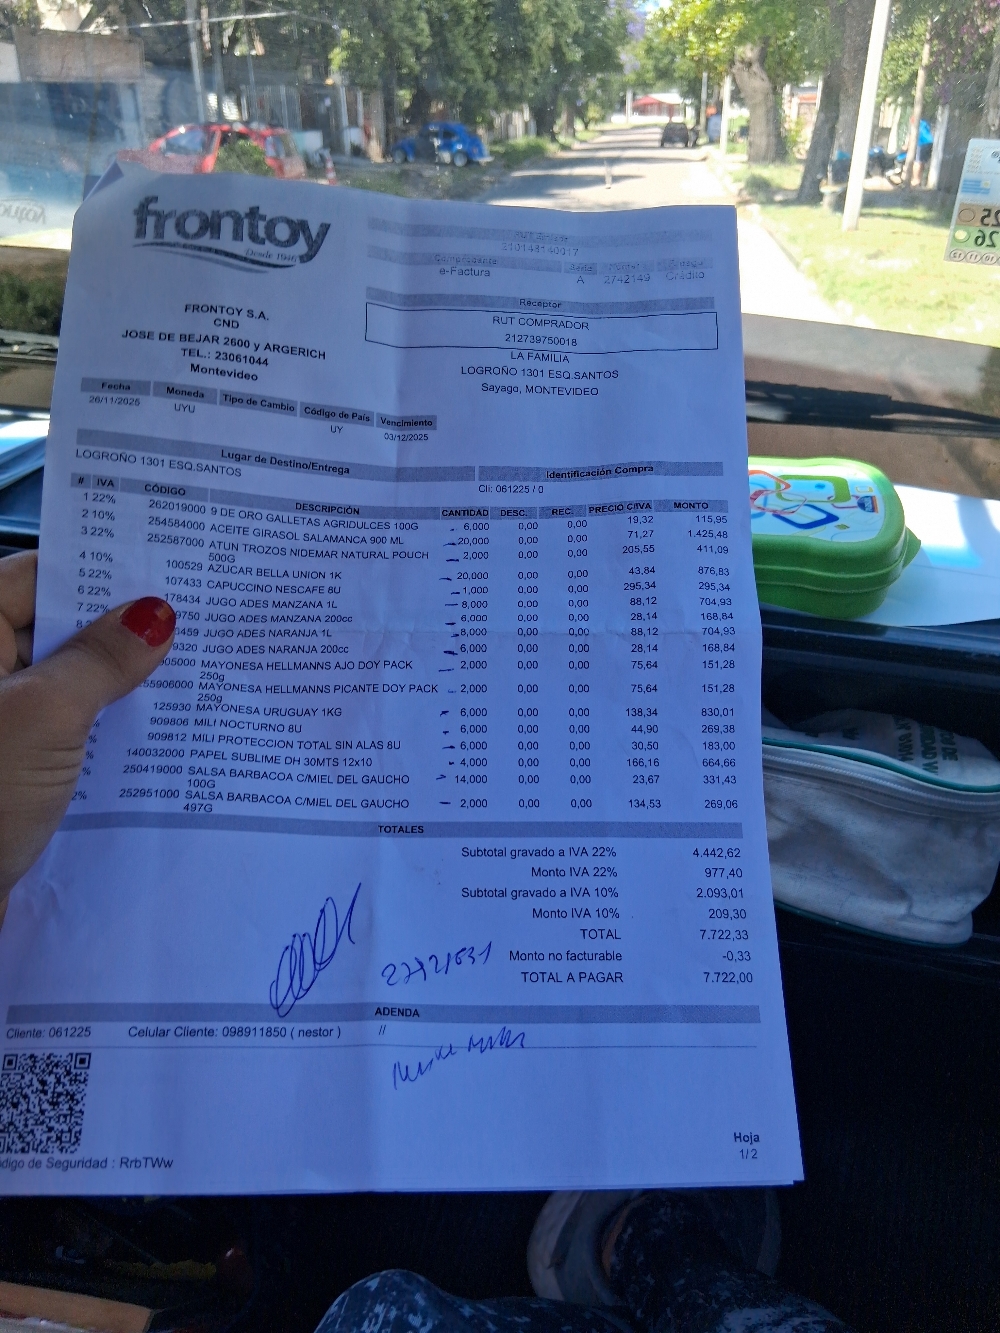 frontoy
Desde 1946
RUT Emisor
210148140017
Comprobante Serie Número
e-Factura A 2742149 Crédito
Receptor
RUT COMPRADOR
212739750018
LA FAMILIA
LOGROÑO 1301 ESQ.SANTOS
Sayago, MONTEVIDEO
FRONTOY S.A.
CND
JOSE DE BEJAR 2600 y ARGERICH
TEL.: 23061044
Montevideo
Fecha Moneda Tipo de Cambio Código de País Vencimiento
26/11/2025 UYU UY 03/12/2025
Lugar de Destino/Entrega Identificación Compra
LOGROÑO 1301 ESQ.SANTOS Cli: 061225 / 0
# IVA CÓDIGO DESCRIPCIÓN CANTIDAD DESC. REC. PRECIO C/IVA MONTO
1 22% 262019000 9 DE ORO GALLETAS AGRIDULCES 100G 6,000 0,00 0,00 19,32 115,95
2 10% 254584000 ACEITE GIRASOL SALAMANCA 900 ML 20,000 0,00 0,00 71,27 1.425,48
3 22% 252587000 ATUN TROZOS NIDEMAR NATURAL POUCH 2,000 0,00 0,00 205,55 411,09
500G
4 10% 100529 AZUCAR BELLA UNION 1K 20,000 0,00 0,00 43,84 876,83
5 22% 107433 CAPUCCINO NESCAFE 8U 1,000 0,00 0,00 295,34 295,34
6 22% 178434 JUGO ADES MANZANA 1L 8,000 0,00 0,00 88,12 704,93
7 22% 9750 JUGO ADES MANZANA 200cc 6,000 0,00 0,00 28,14 168,84
8 459 JUGO ADES NARANJA 1L 8,000 0,00 0,00 88,12 704,93
9320 JUGO ADES NARANJA 200cc 6,000 0,00 0,00 28,14 168,84
905000 MAYONESA HELLMANNS AJO DOY PACK 2,000 0,00 0,00 75,64 151,28
250g
55906000 MAYONESA HELLMANNS PICANTE DOY PACK 2,000 0,00 0,00 75,64 151,28
250g
125930 MAYONESA URUGUAY 1KG 6,000 0,00 0,00 138,34 830,01
% 909806 MILI NOCTURNO 8U 6,000 0,00 0,00 44,90 269,38
% 909812 MILI PROTECCION TOTAL SIN ALAS 8U 6,000 0,00 0,00 30,50 183,00
% 140032000 PAPEL SUBLIME DH 30MTS 12x10 4,000 0,00 0,00 166,16 664,66
% 250419000 SALSA BARBACOA C/MIEL DEL GAUCHO 14,000 0,00 0,00 23,67 331,43
100G
2% 252951000 SALSA BARBACOA C/MIEL DEL GAUCHO 2,000 0,00 0,00 134,53 269,06
497G
TOTALES
Subtotal gravado a IVA 22% 4.442,62
Monto IVA 22% 977,40
Subtotal gravado a IVA 10% 2.093,01
Monto IVA 10% 209,30
TOTAL 7.722,33
Monto no facturable -0,33
TOTAL A PAGAR 7.722,00
ADENDA
Cliente: 061225 Celular Cliente: 098911850 ( nestor ) //
digo de Seguridad : RrbTWw
Hoja
1/2
25
26